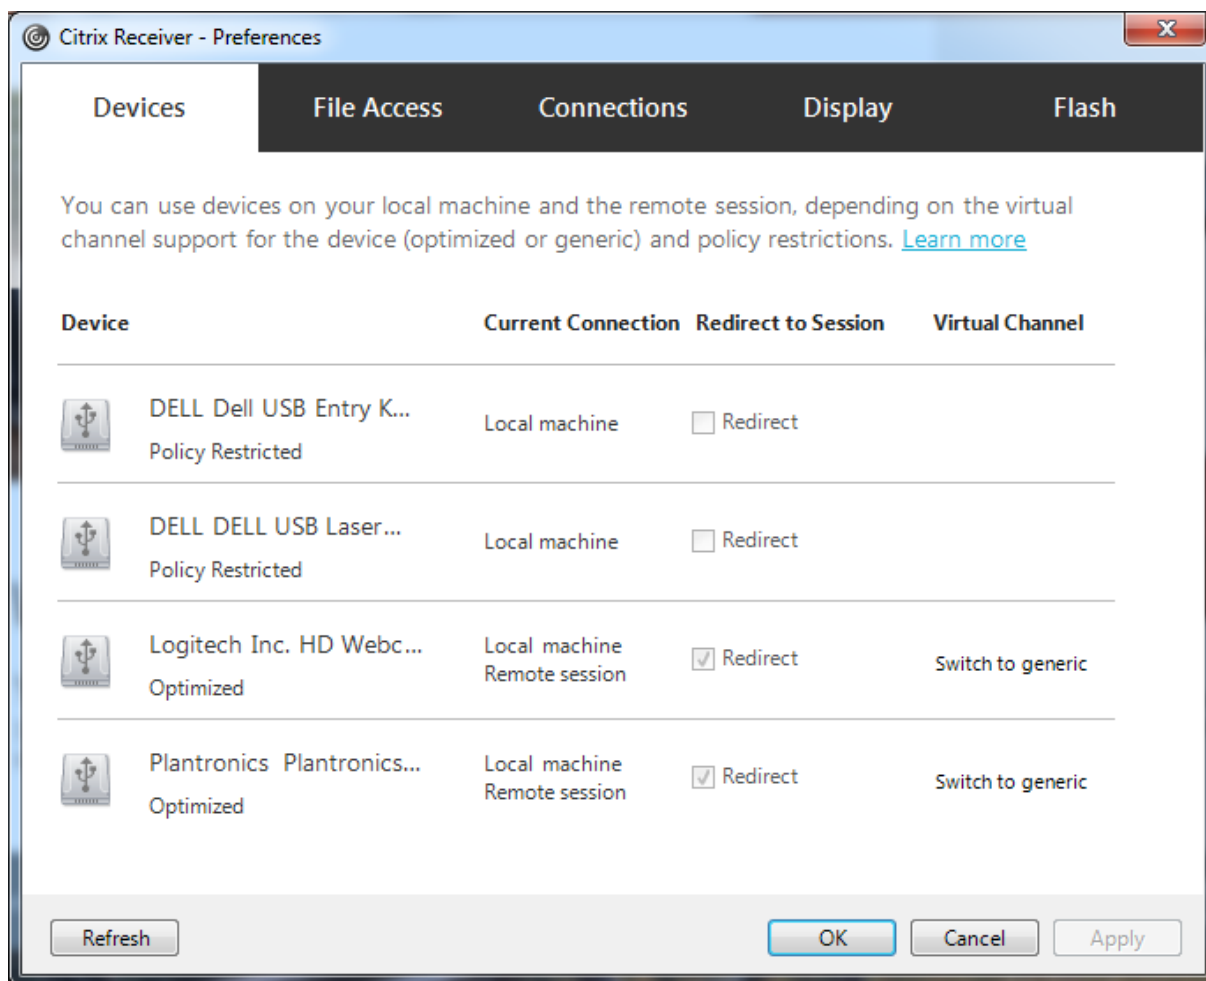 Citrix Receiver - Preferences
Devices File Access Connections Display Flash
You can use devices on your local machine and the remote session, depending on the virtual
channel support for the device (optimized or generic) and policy restrictions. Learn more
Device Current Connection Redirect to Session Virtual Channel
DELL Dell USB Entry K...
Policy Restricted
Local machine
Redirect
DELL DELL USB Laser...
Policy Restricted
Local machine
Redirect
Logitech Inc. HD Webc...
Optimized
Local machine
Remote session
Redirect
Switch to generic
Plantronics Plantronics...
Optimized
Local machine
Remote session
Redirect
Switch to generic
Refresh OK Cancel Apply